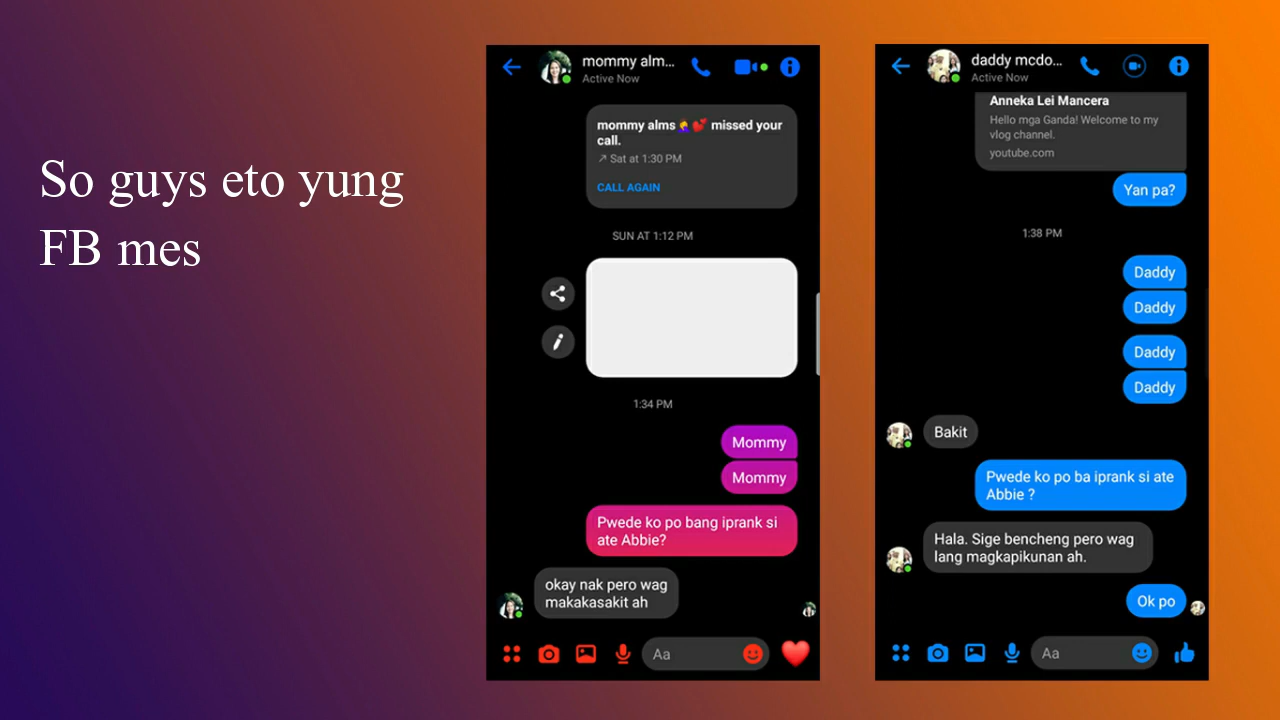 So guys eto yung
FB mes
mommy alm...
Active Now
mommy alms🤦‍♀️💕 missed your
call.
↗ Sat at 1:30 PM
CALL AGAIN
SUN AT 1:12 PM
1:34 PM
Mommy
Mommy
Pwede ko po bang iprank si
ate Abbie?
okay nak pero wag
makakasakit ah
Aa
daddy mcdo...
Active Now
Anneka Lei Mancera
Hello mga Ganda! Welcome to my
vlog channel.
youtube.com
Yan pa?
1:38 PM
Daddy
Daddy
Daddy
Daddy
Bakit
Pwede ko po ba iprank si ate
Abbie ?
Hala. Sige bencheng pero wag
lang magkapikunan ah.
Ok po
Aa